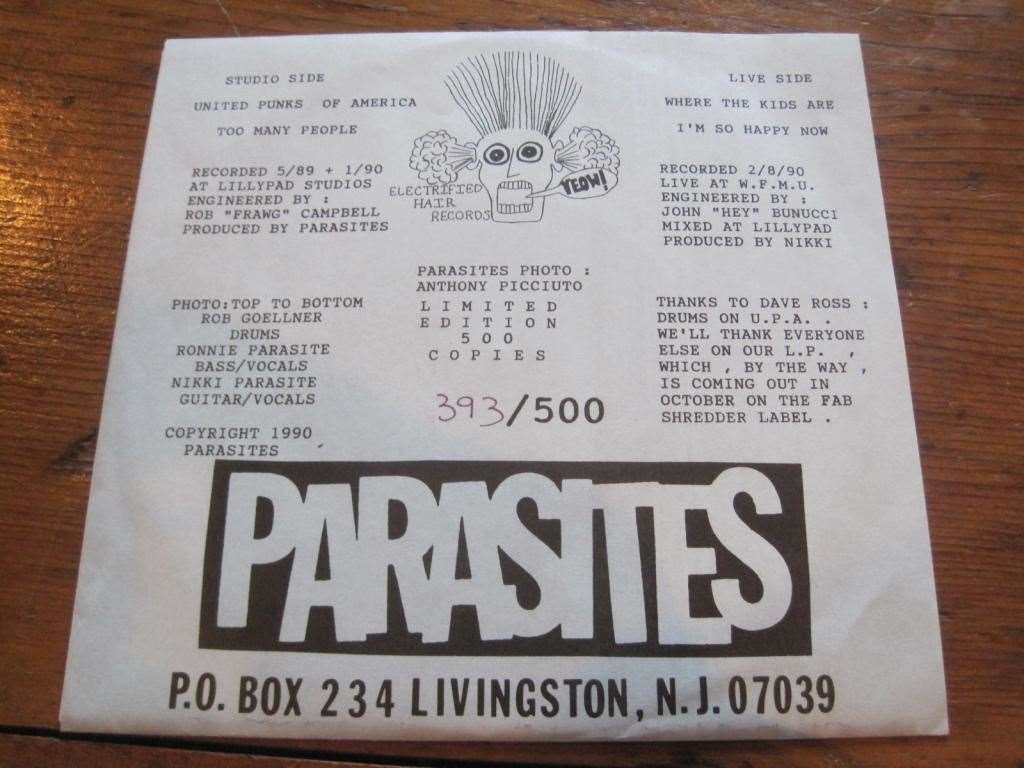 STUDIO SIDE
UNITED PUNKS OF AMERICA
TOO MANY PEOPLE
RECORDED 5/89 + 1/90
AT LILLYPAD STUDIOS
ENGINEERED BY :
ROB "FRAWG" CAMPBELL
PRODUCED BY PARASITES
PHOTO:TOP TO BOTTOM
ROB GOELLNER
DRUMS
RONNIE PARASITE
BASS/VOCALS
NIKKI PARASITE
GUITAR/VOCALS
COPYRIGHT 1990
PARASITES
YEOW!
ELECTRIFIED
HAIR
RECORDS
PARASITES PHOTO :
ANTHONY PICCIUTO
LIMITED
EDITION
500
COPIES
393/500
LIVE SIDE
WHERE THE KIDS ARE
I'M SO HAPPY NOW
RECORDED 2/8/90
LIVE AT W.F.M.U.
ENGINEERED BY :
JOHN "HEY" BUNUCCI
MIXED AT LILLYPAD
PRODUCED BY NIKKI
THANKS TO DAVE ROSS :
DRUMS ON U.P.A. .
WE'LL THANK EVERYONE
ELSE ON OUR L.P. ,
WHICH , BY THE WAY ,
IS COMING OUT IN
OCTOBER ON THE FAB
SHREDDER LABEL .
PARASITES
P.O. BOX 234 LIVINGSTON, N.J. 07039